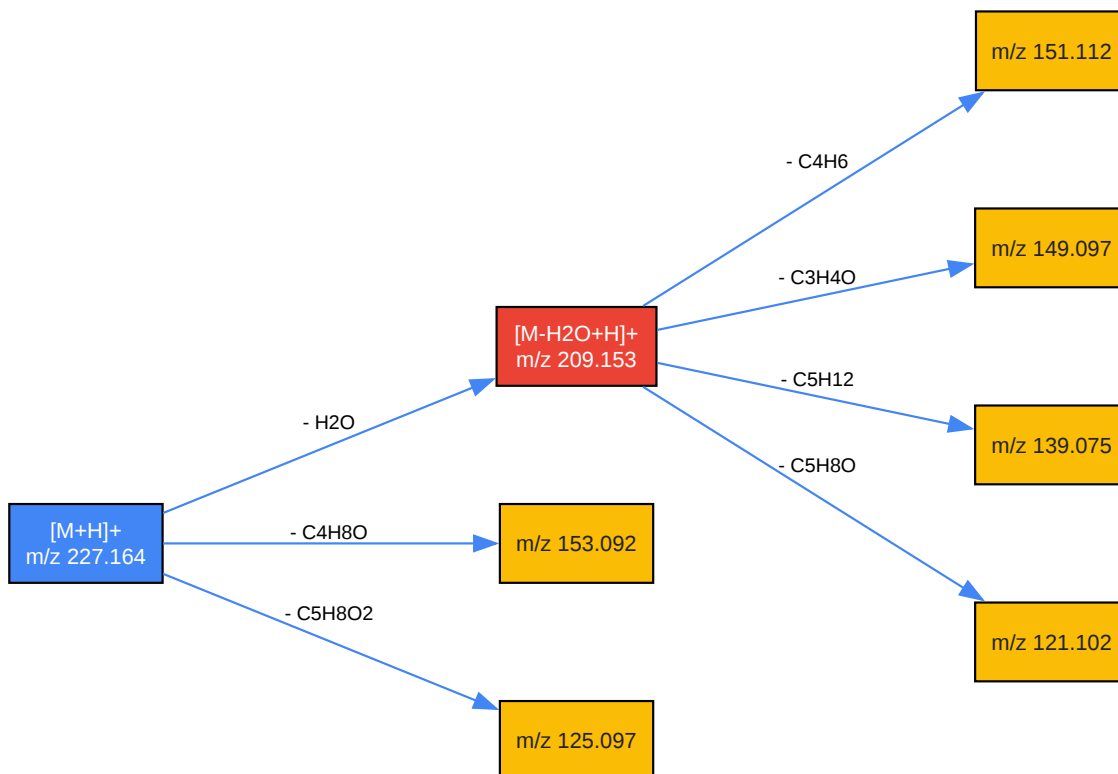 m/z 151.112
- C4H6
m/z 149.097
- C3H4O
[M-H2O+H]+
m/z 209.153
- C5H12
- H2O
m/z 139.075
- C5H8O
[M+H]+
m/z 227.164
- C4H8O
m/z 153.092
- C5H8O2
m/z 121.102
m/z 125.097